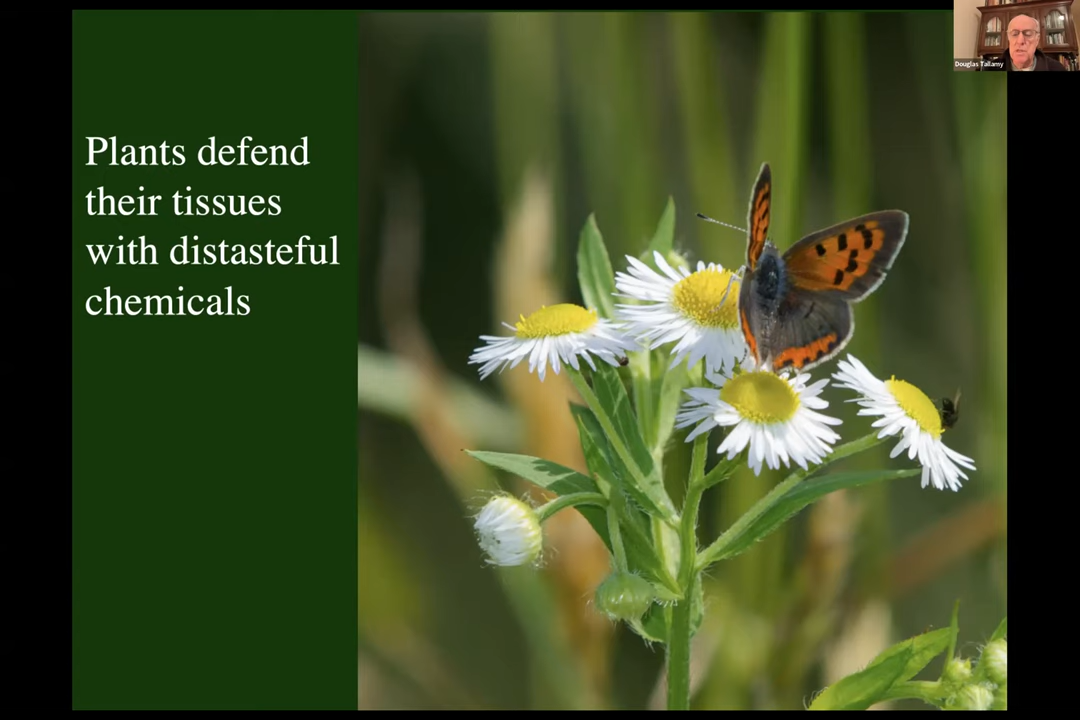 Plants defend
their tissues
with distasteful
chemicals
Douglas Tallamy